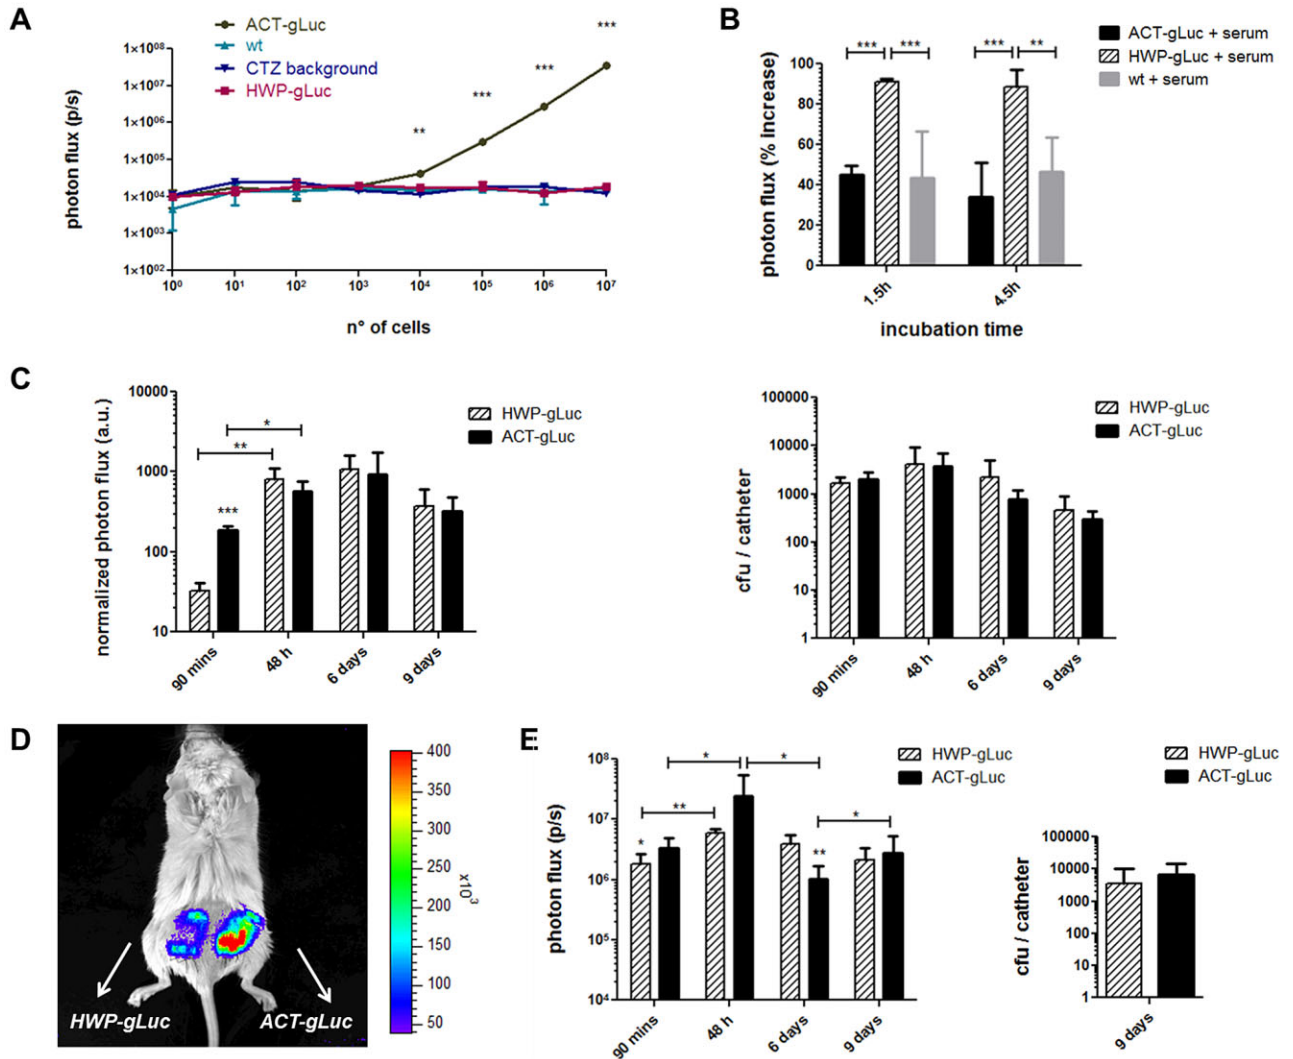 A
ACT-gLuc
wt
CTZ background
HWP-gLuc
***
***
***
**
photon flux (p/s)
1×10⁰⁸
1×10⁰⁷
1×10⁰⁶
1×10⁰⁵
1×10⁰⁴
1×10⁰³
1×10⁰²
10⁰ 10¹ 10² 10³ 10⁴ 10⁵ 10⁶ 10⁷
n° of cells
B
ACT-gLuc + serum
HWP-gLuc + serum
wt + serum
*** *** *** **
photon flux (% increase)
100
80
60
40
20
0
1.5h 4.5h
incubation time
C
normalized photon flux (a.u.)
10000
1000
100
10
HWP-gLuc
ACT-gLuc
*
**
***
90 mins 48 h 6 days 9 days
cfu / catheter
100000
10000
1000
100
10
1
HWP-gLuc
ACT-gLuc
90 mins 48 h 6 days 9 days
D
HWP-gLuc ACT-gLuc
400
350
300
250
200
150
100
50
x10³
E
photon flux (p/s)
10⁸
10⁷
10⁶
10⁵
10⁴
HWP-gLuc
ACT-gLuc
* *
**
*
* **
90 mins 48 h 6 days 9 days
HWP-gLuc
ACT-gLuc
cfu / catheter
100000
10000
1000
100
10
1
9 days